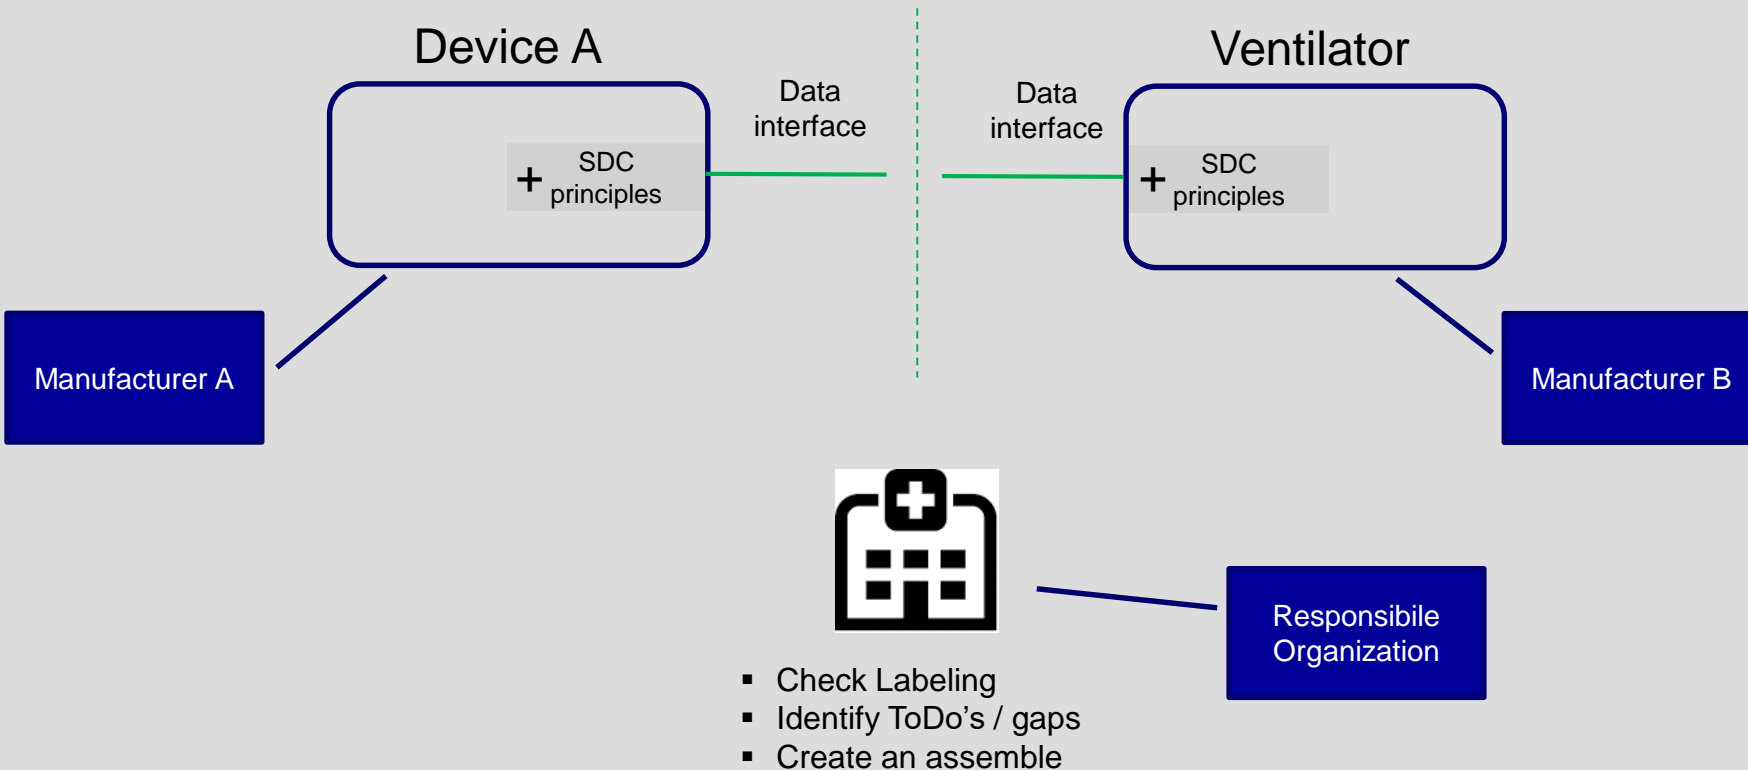 Device A
Ventilator
Data
interface
Data
interface
+ SDC
principles
+ SDC
principles
Manufacturer A
Manufacturer B
Responsibile
Organization
▪ Check Labeling
▪ Identify ToDo’s / gaps
▪ Create an assemble